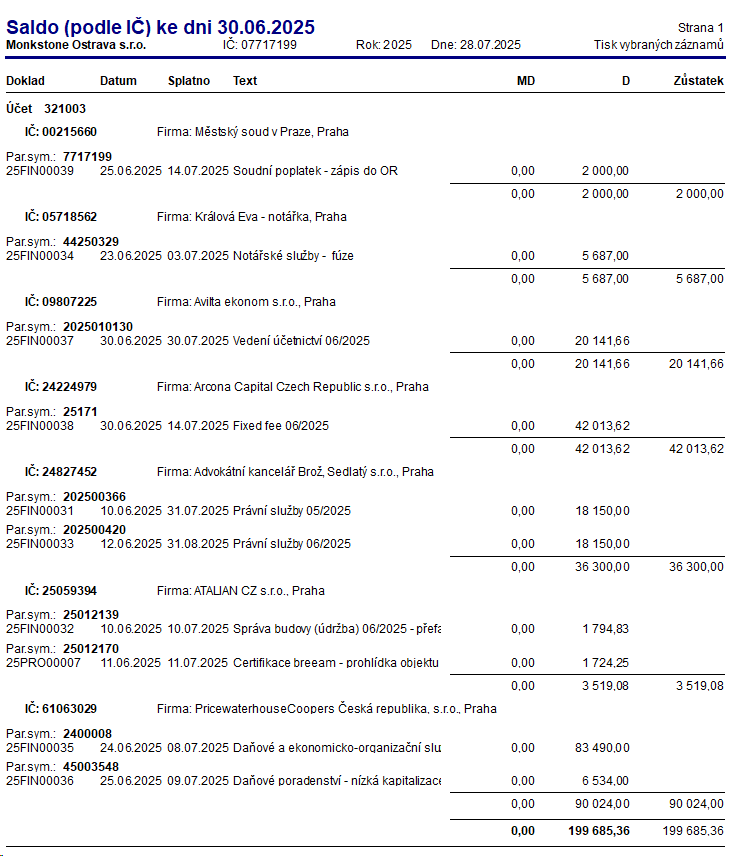 Saldo (podle IČ) ke dni 30.06.2025 Strana 1
Monkstone Ostrava s.r.o. IČ: 07717199 Rok: 2025 Dne: 28.07.2025 Tisk vybraných záznamů
Doklad Datum Splatno Text MD D Zůstatek
Účet 321003
IČ: 00215660 Firma: Městský soud v Praze, Praha
Par.sym.: 7717199
25FIN00039 25.06.2025 14.07.2025 Soudní poplatek - zápis do OR 0,00 2 000,00
0,00 2 000,00 2 000,00
IČ: 05718562 Firma: Králová Eva - notářka, Praha
Par.sym.: 44250329
25FIN00034 23.06.2025 03.07.2025 Notářské služby - fúze 0,00 5 687,00
0,00 5 687,00 5 687,00
IČ: 09807225 Firma: Avilta ekonom s.r.o., Praha
Par.sym.: 2025010130
25FIN00037 30.06.2025 30.07.2025 Vedení účetnictví 06/2025 0,00 20 141,66
0,00 20 141,66 20 141,66
IČ: 24224979 Firma: Arcona Capital Czech Republic s.r.o., Praha
Par.sym.: 25171
25FIN00038 30.06.2025 14.07.2025 Fixed fee 06/2025 0,00 42 013,62
0,00 42 013,62 42 013,62
IČ: 24827452 Firma: Advokátní kancelář Brož, Sedlatý s.r.o., Praha
Par.sym.: 202500366
25FIN00031 10.06.2025 31.07.2025 Právní služby 05/2025 0,00 18 150,00
Par.sym.: 202500420
25FIN00033 12.06.2025 31.08.2025 Právní služby 06/2025 0,00 18 150,00
0,00 36 300,00 36 300,00
IČ: 25059394 Firma: ATALIAN CZ s.r.o., Praha
Par.sym.: 25012139
25FIN00032 10.06.2025 10.07.2025 Správa budovy (údržba) 06/2025 - přefa 0,00 1 794,83
Par.sym.: 25012170
25PRO00007 11.06.2025 11.07.2025 Certifikace breeam - prohlídka objektu 0,00 1 724,25
0,00 3 519,08 3 519,08
IČ: 61063029 Firma: PricewaterhouseCoopers Česká republika, s.r.o., Praha
Par.sym.: 2400008
25FIN00035 24.06.2025 08.07.2025 Daňové a ekonomicko-organizační slu 0,00 83 490,00
Par.sym.: 45003548
25FIN00036 25.06.2025 09.07.2025 Daňové poradenství - nízká kapitalizace 0,00 6 534,00
0,00 90 024,00 90 024,00
0,00 199 685,36 199 685,36